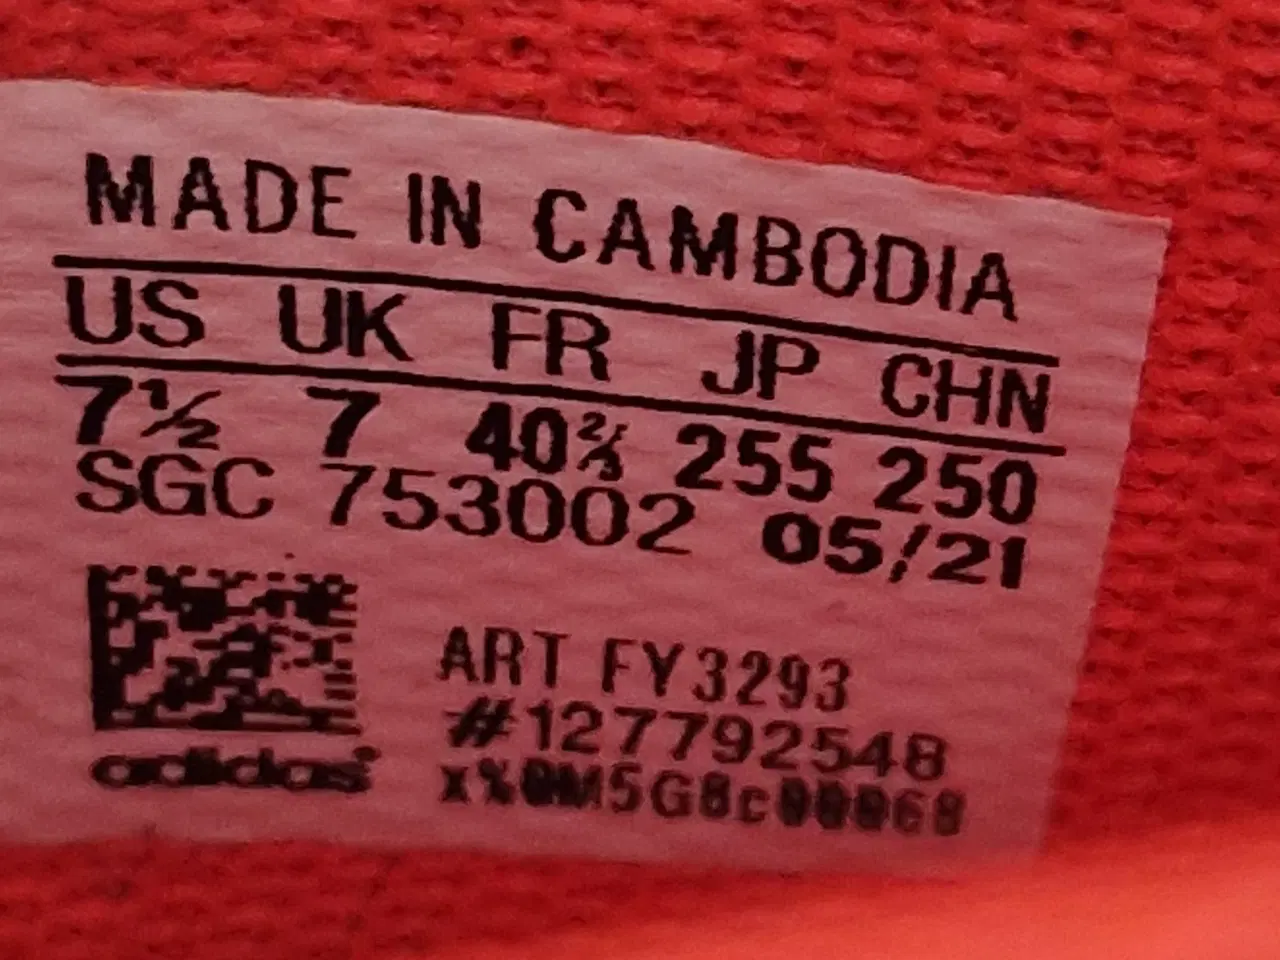 MADE IN CAMBODIA
US UK FR JP CHN
7½ 7 40⅔ 255 250
SGC 753002 05/21
ART FY3293
#127792548
adidas